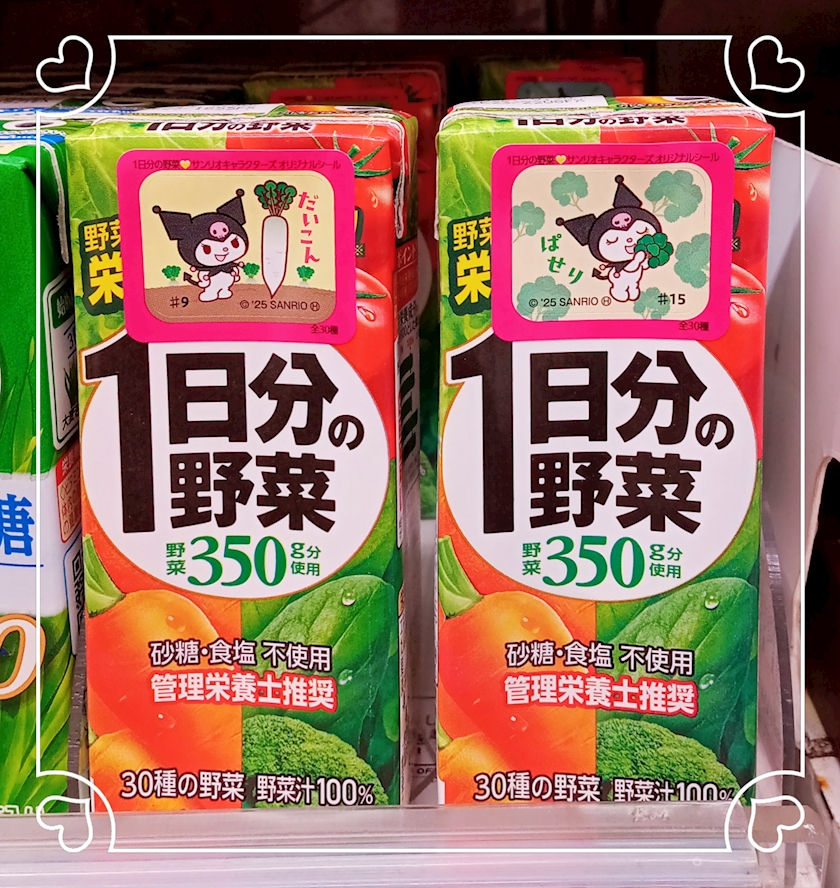 1日分の野菜
1日分の野菜💛サンリオキャラクターズ オリジナルシール
だいこん
#9
©'25 SANRIO Ⓗ
全30種
野菜
栄
1日分の
野菜
野菜350g分使用
砂糖・食塩 不使用
管理栄養士推奨
30種の野菜 野菜汁100%
1日分の野菜
1日分の野菜💛サンリオキャラクターズ オリジナルシール
ぱせり
©'25 SANRIO Ⓗ
#15
全30種
野菜
栄
1日分の
野菜
野菜350g分使用
砂糖・食塩 不使用
管理栄養士推奨
30種の野菜 野菜汁100%
糖